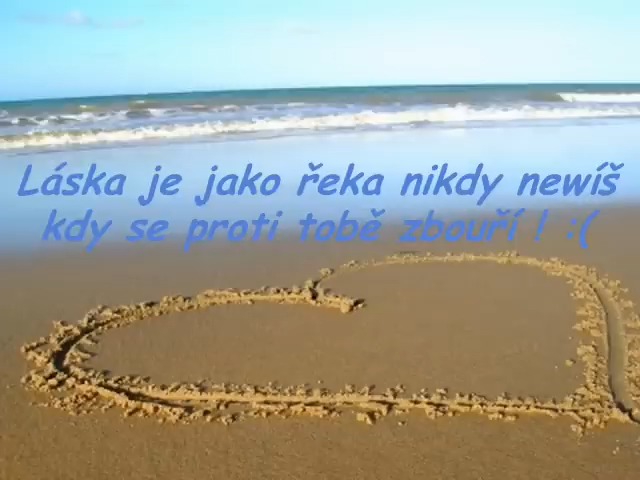 Láska je jako řeka nikdy newíš
kdy se proti tobě zbouří ! :(